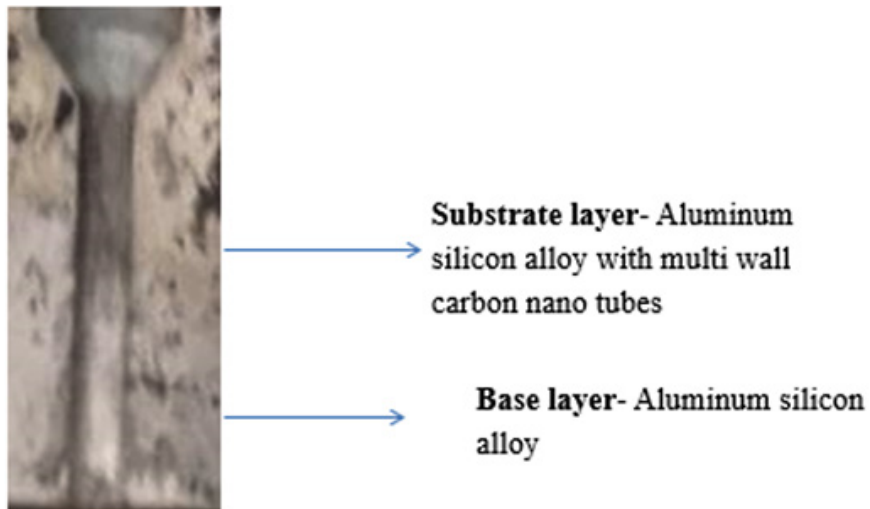 Substrate layer- Aluminum
silicon alloy with multi wall
carbon nano tubes
Base layer- Aluminum silicon
alloy